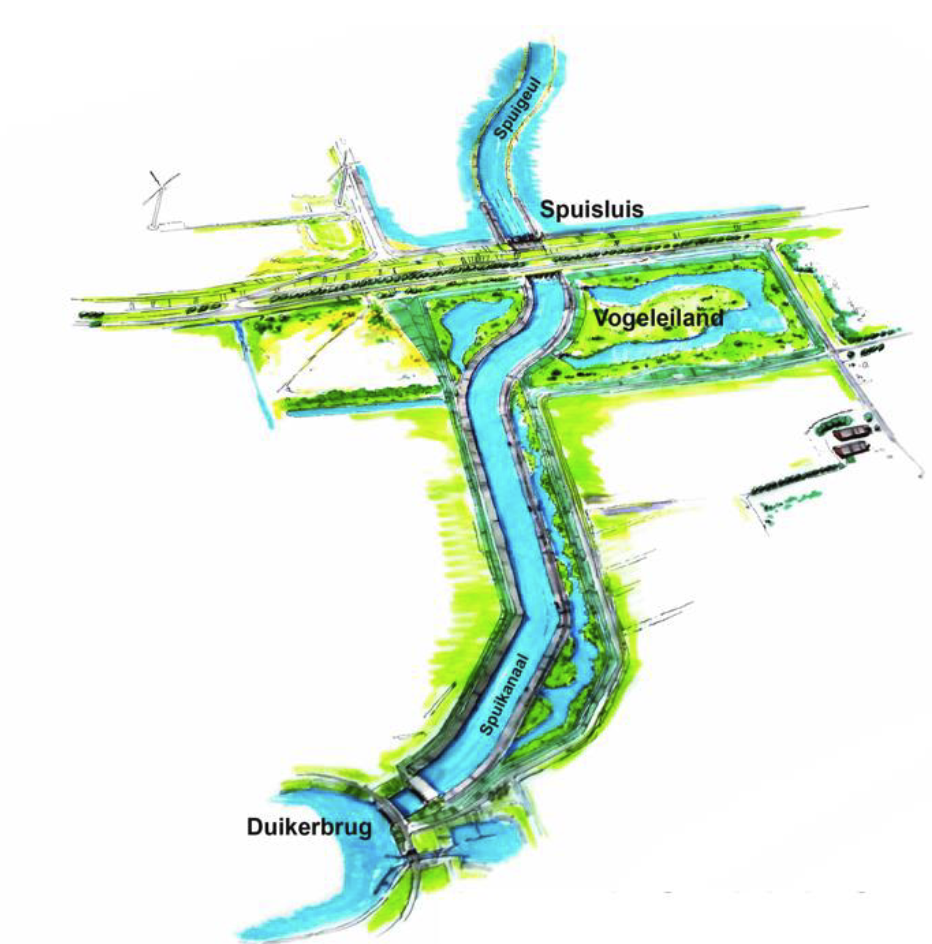 Spuigeul
Spuisluis
Vogeleiland
Spuikanaal
Duikerbrug